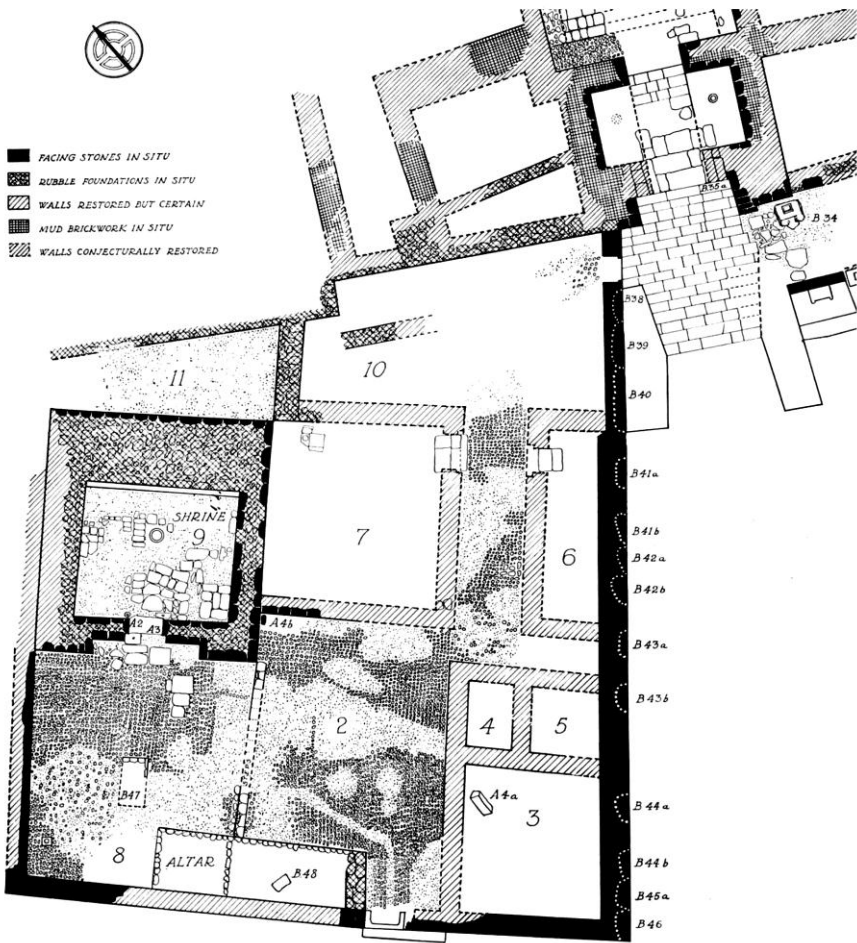 FACING STONES IN SITU
RUBBLE FOUNDATIONS IN SITU
WALLS RESTORED BUT CERTAIN
MUD BRICKWORK IN SITU
WALLS CONJECTURALLY RESTORED
B35a
B34
B38
B39
10
11
B40
B41a
SHRINE
9
7
B41b
6
B42a
B42b
A2
A3
A4b
B43a
B43b
2
4
5
B47
A4a
3
B44a
8
ALTAR
B48
B44b
B45a
B46